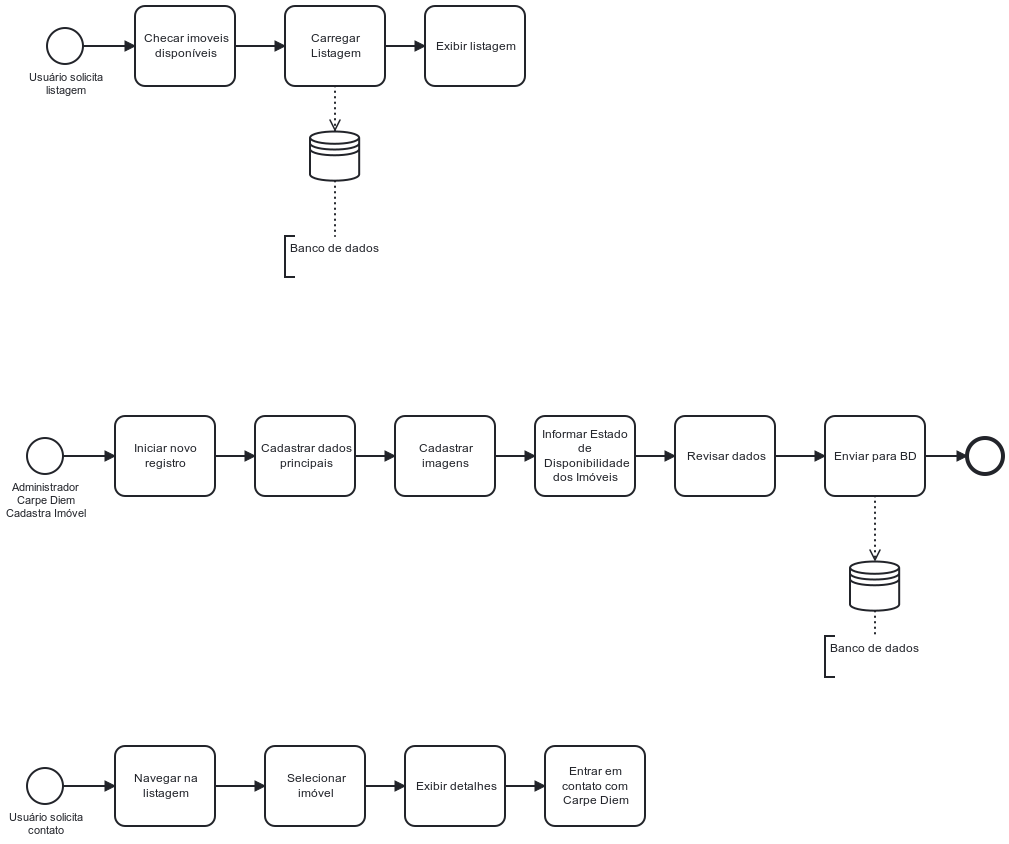 Checar imoveis
disponíveis
Carregar
Listagem
Exibir listagem
Usuário solicita
listagem
Banco de dados
Iniciar novo
registro
Cadastrar dados
principais
Cadastrar
imagens
Informar Estado
de
Disponibilidade
dos Imóveis
Revisar dados
Enviar para BD
Administrador
Carpe Diem
Cadastra Imóvel
Banco de dados
Navegar na
listagem
Selecionar
imóvel
Exibir detalhes
Entrar em
contato com
Carpe Diem
Usuário solicita
contato